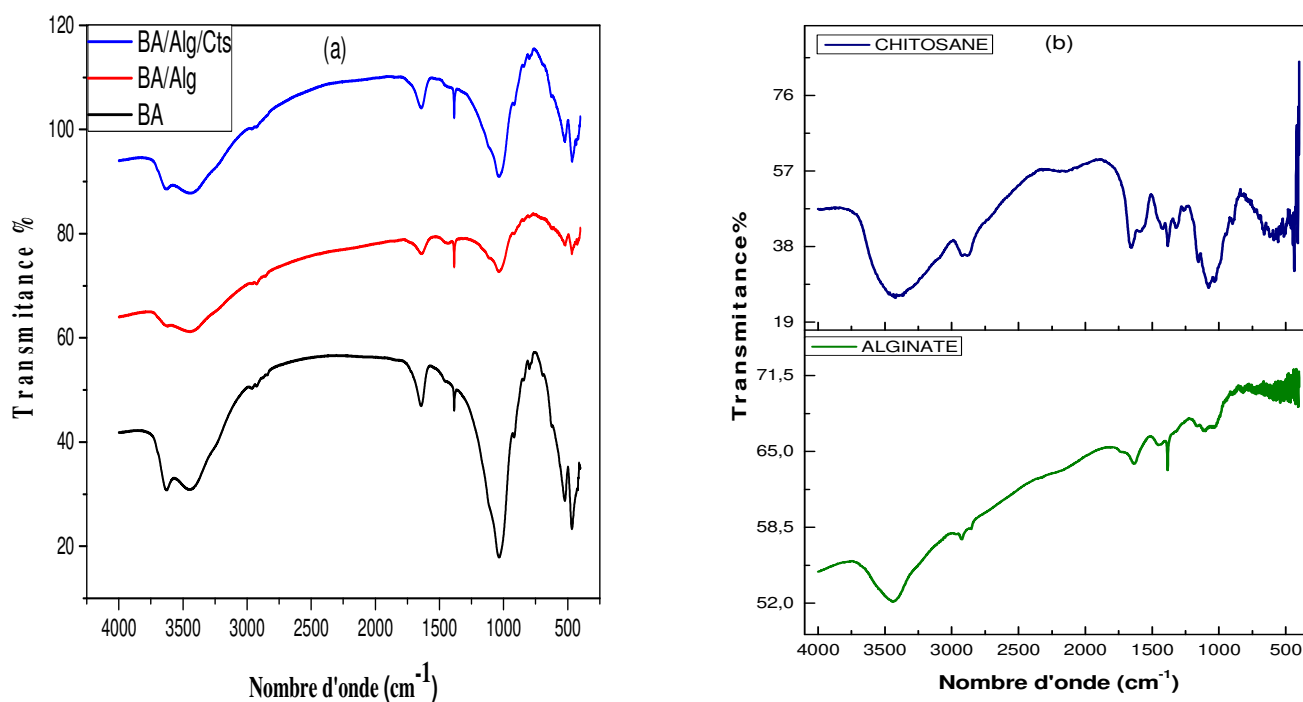 120
100
80
60
40
20
BA/Alg/Cts
BA/Alg
BA
(a)
Transmitance %
4000 3500 3000 2500 2000 1500 1000 500
Nombre d'onde (cm-1)
CHITOSANE
(b)
76
57
38
19
ALGINATE
71,5
65,0
58,5
52,0
Transmitance%
4000 3500 3000 2500 2000 1500 1000 500
Nombre d'onde (cm-1)